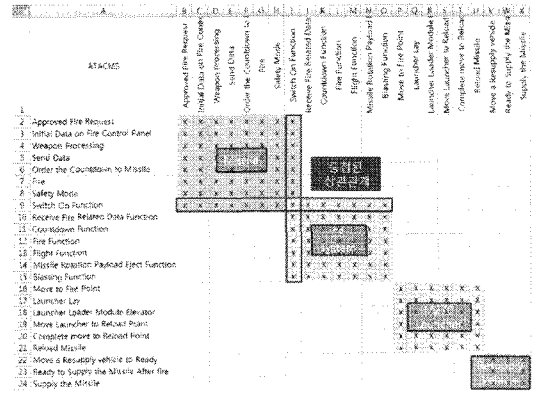 ATACMS
Approved Fire Request
Initial Data on Fire Control
Weapon Processing
Send Data
Order the Countdown to
Fire
Safety Mode
Switch On Function
Receive Fire Related Data
Countdown Function
Fire Function
Flight Function
Missile Rotation Payload
Blasting Function
Move to Fire Point
Launcher Lay
Launcher Loader Module
Move Launcher to Reload
Complete move to Reload
Reload Missile
Move a Resupply vehicle
Ready to Supply the
Supply the Missile
1
2 Approved Fire Request
3 Initial Data on Fire Control Panel
4 Weapon Processing
5 Send Data
6 Order the Countdown to Missile
7 Fire
8 Safety Mode
9 Switch On Function
10 Receive Fire Related Data Function
11 Countdown Function
12 Fire Function
13 Flight Function
14 Missile Rotation Payload Eject Function
15 Blasting Function
16 Move to Fire Point
17 Launcher Lay
18 Launcher Loader Module Elevator
19 Move Launcher to Reload Point
20 Complete move to Reload Point
21 Reload Missile
22 Move a Resupply vehicle to Ready
23 Ready to Supply the Missile After fire
24 Supply the Missile
상관관계